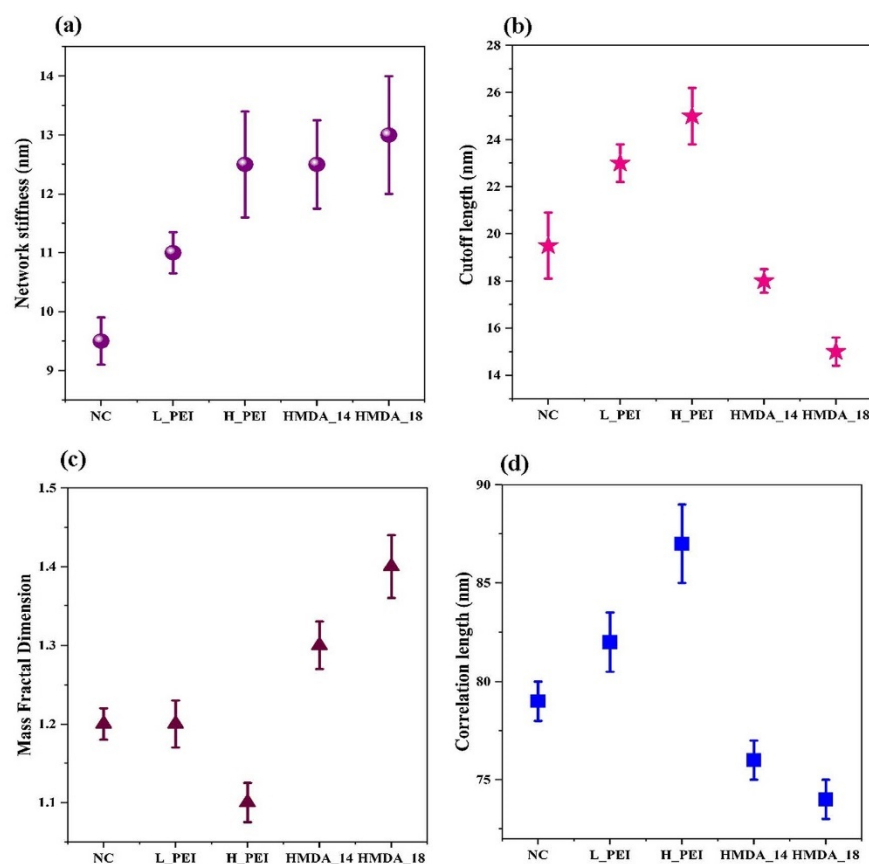 (a)
Network stiffness (nm)
14
13
12
11
10
9
NC L_PEI H_PEI HMDA_14 HMDA_18
(b)
Cutoff length (nm)
28
26
24
22
20
18
16
14
NC L_PEI H_PEI HMDA_14 HMDA_18
(c)
Mass Fractal Dimension
1.5
1.4
1.3
1.2
1.1
NC L_PEI H_PEI HMDA_14 HMDA_18
(d)
Correlation length (nm)
90
85
80
75
NC L_PEI H_PEI HMDA_14 HMDA_18